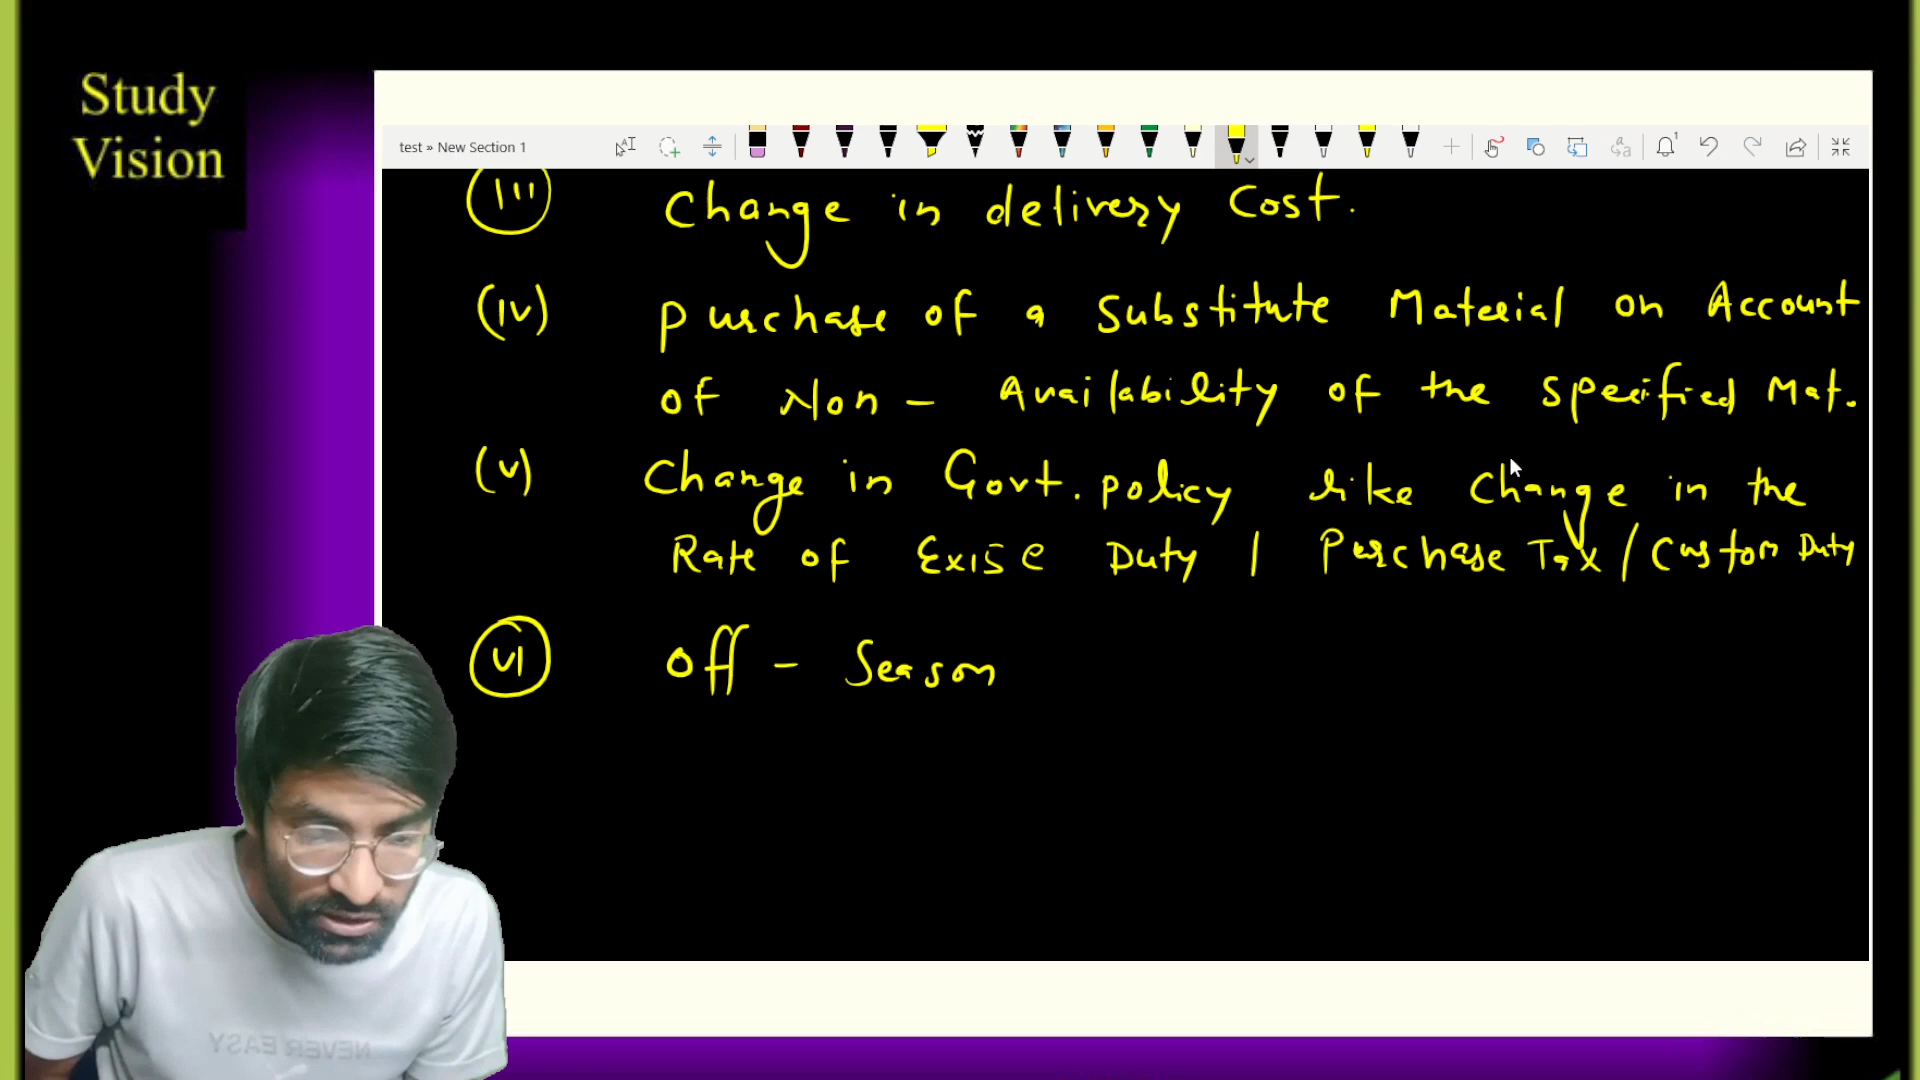 Study
Vision
test » New Section 1
(iii) Change in delivery Cost.
(iv) purchase of a Substitute Material on Account
of Non - Availability of the Specified Mat.
(v) Change in Govt. policy like Change in the
Rate of Exise Duty / Purchase Tax / Custom Duty
(vi) Off - Season
NEVER EASY